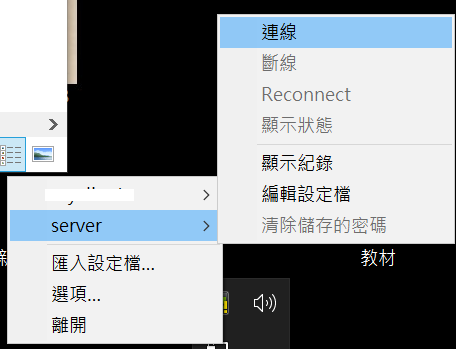 連線
斷線
Reconnect
顯示狀態
顯示紀錄
編輯設定檔
清除儲存的密碼
server
匯入設定檔...
選項...
離開
教材